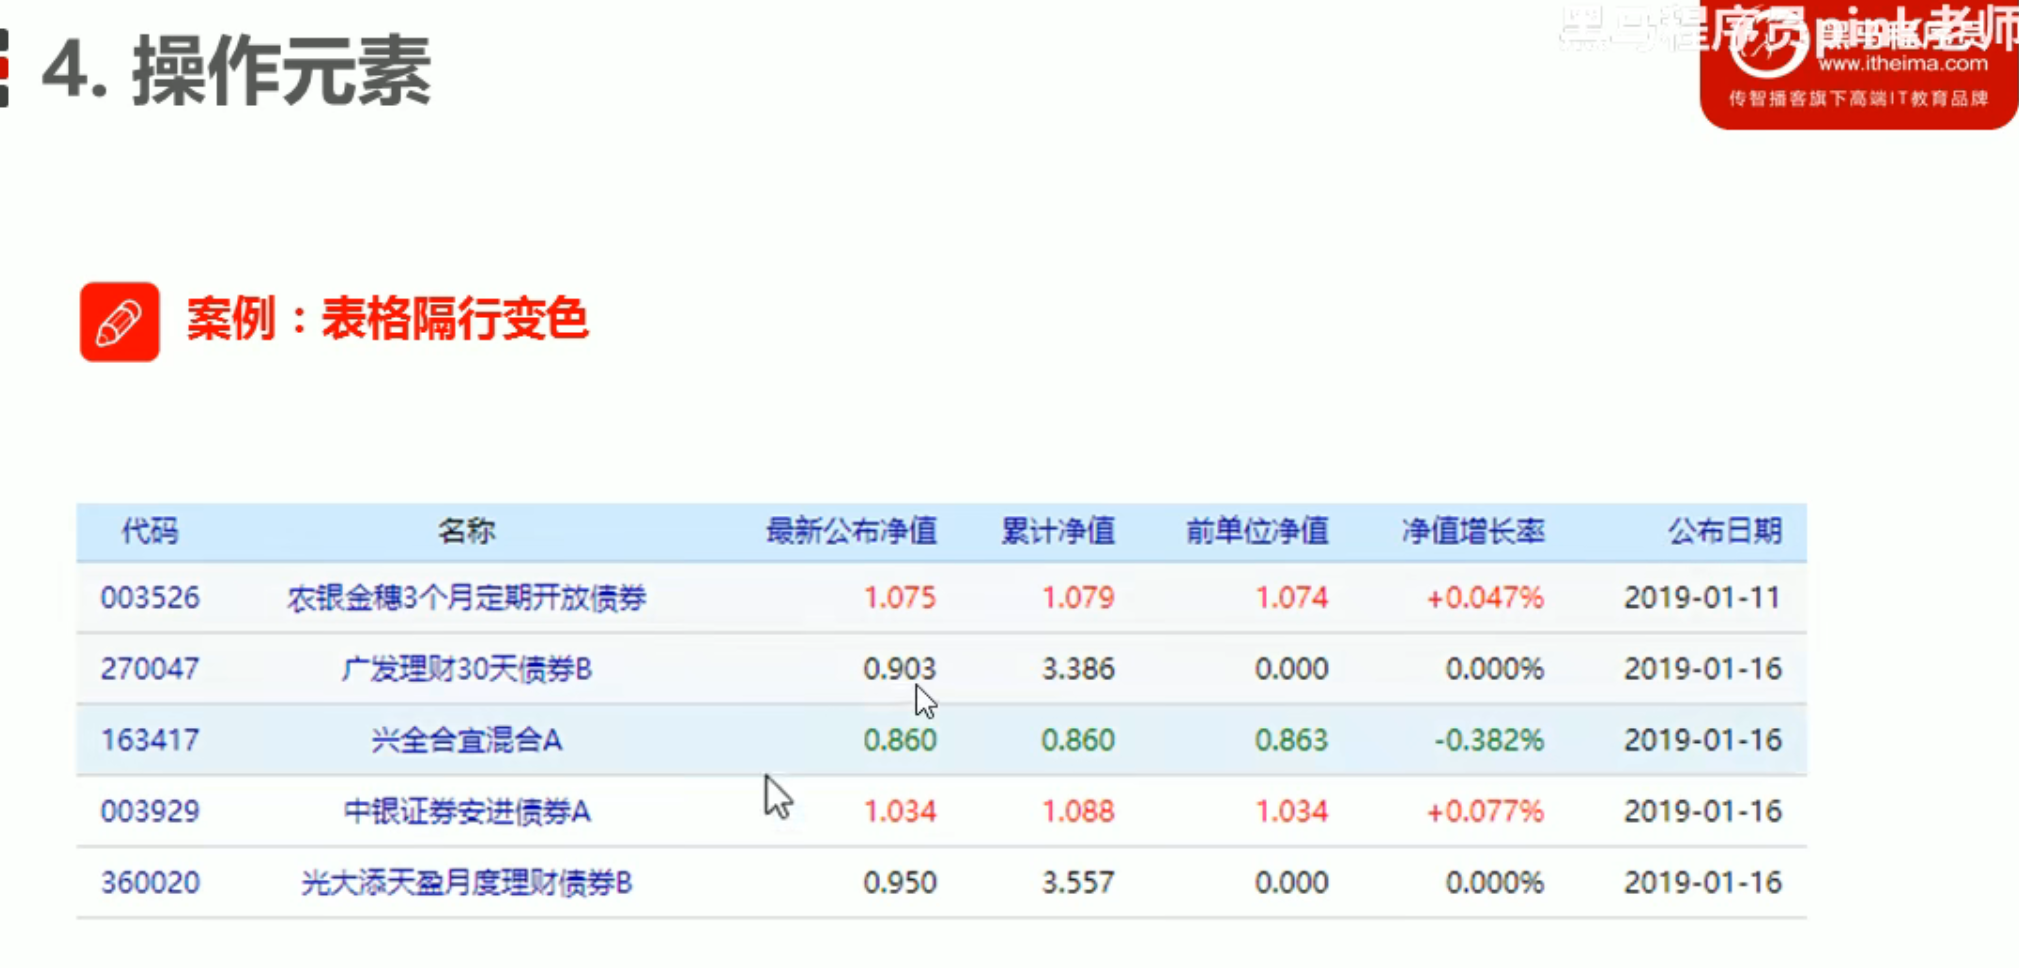 4. 操作元素
黑马程序员pink老师
www.itheima.com
传智播客旗下高端IT教育品牌
案例：表格隔行变色
代码 名称 最新公布净值 累计净值 前单位净值 净值增长率 公布日期
003526 农银金穗3个月定期开放债券 1.075 1.079 1.074 +0.047% 2019-01-11
270047 广发理财30天债券B 0.903 3.386 0.000 0.000% 2019-01-16
163417 兴全合宜混合A 0.860 0.860 0.863 -0.382% 2019-01-16
003929 中银证券安进债券A 1.034 1.088 1.034 +0.077% 2019-01-16
360020 光大添天盈月度理财债券B 0.950 3.557 0.000 0.000% 2019-01-16